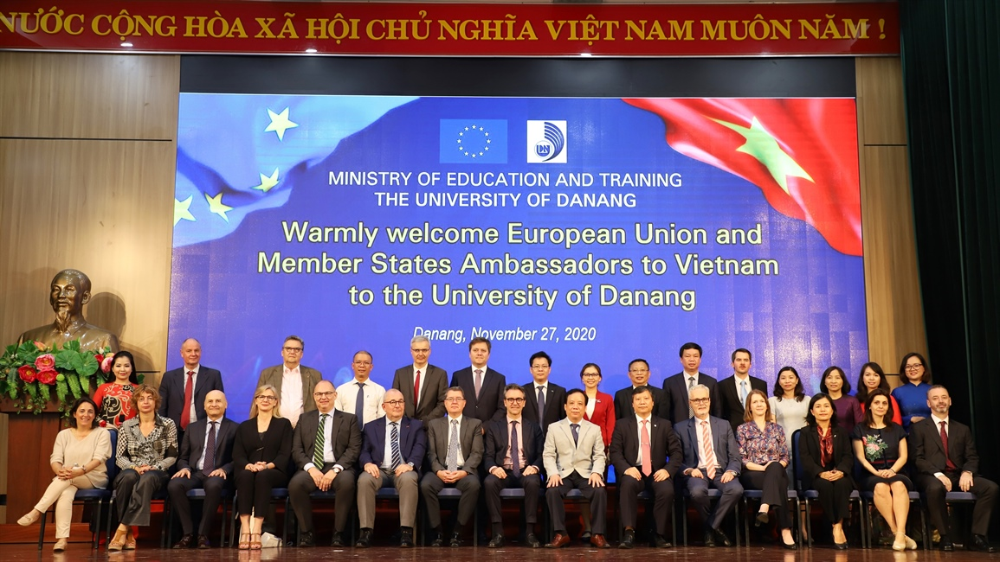 NƯỚC CỘNG HÒA XÃ HỘI CHỦ NGHĨA VIỆT NAM MUÔN NĂM !
DN
MINISTRY OF EDUCATION AND TRAINING
THE UNIVERSITY OF DANANG
Warmly welcome European Union and
Member States Ambassadors to Vietnam
to the University of Danang
Danang, November 27, 2020